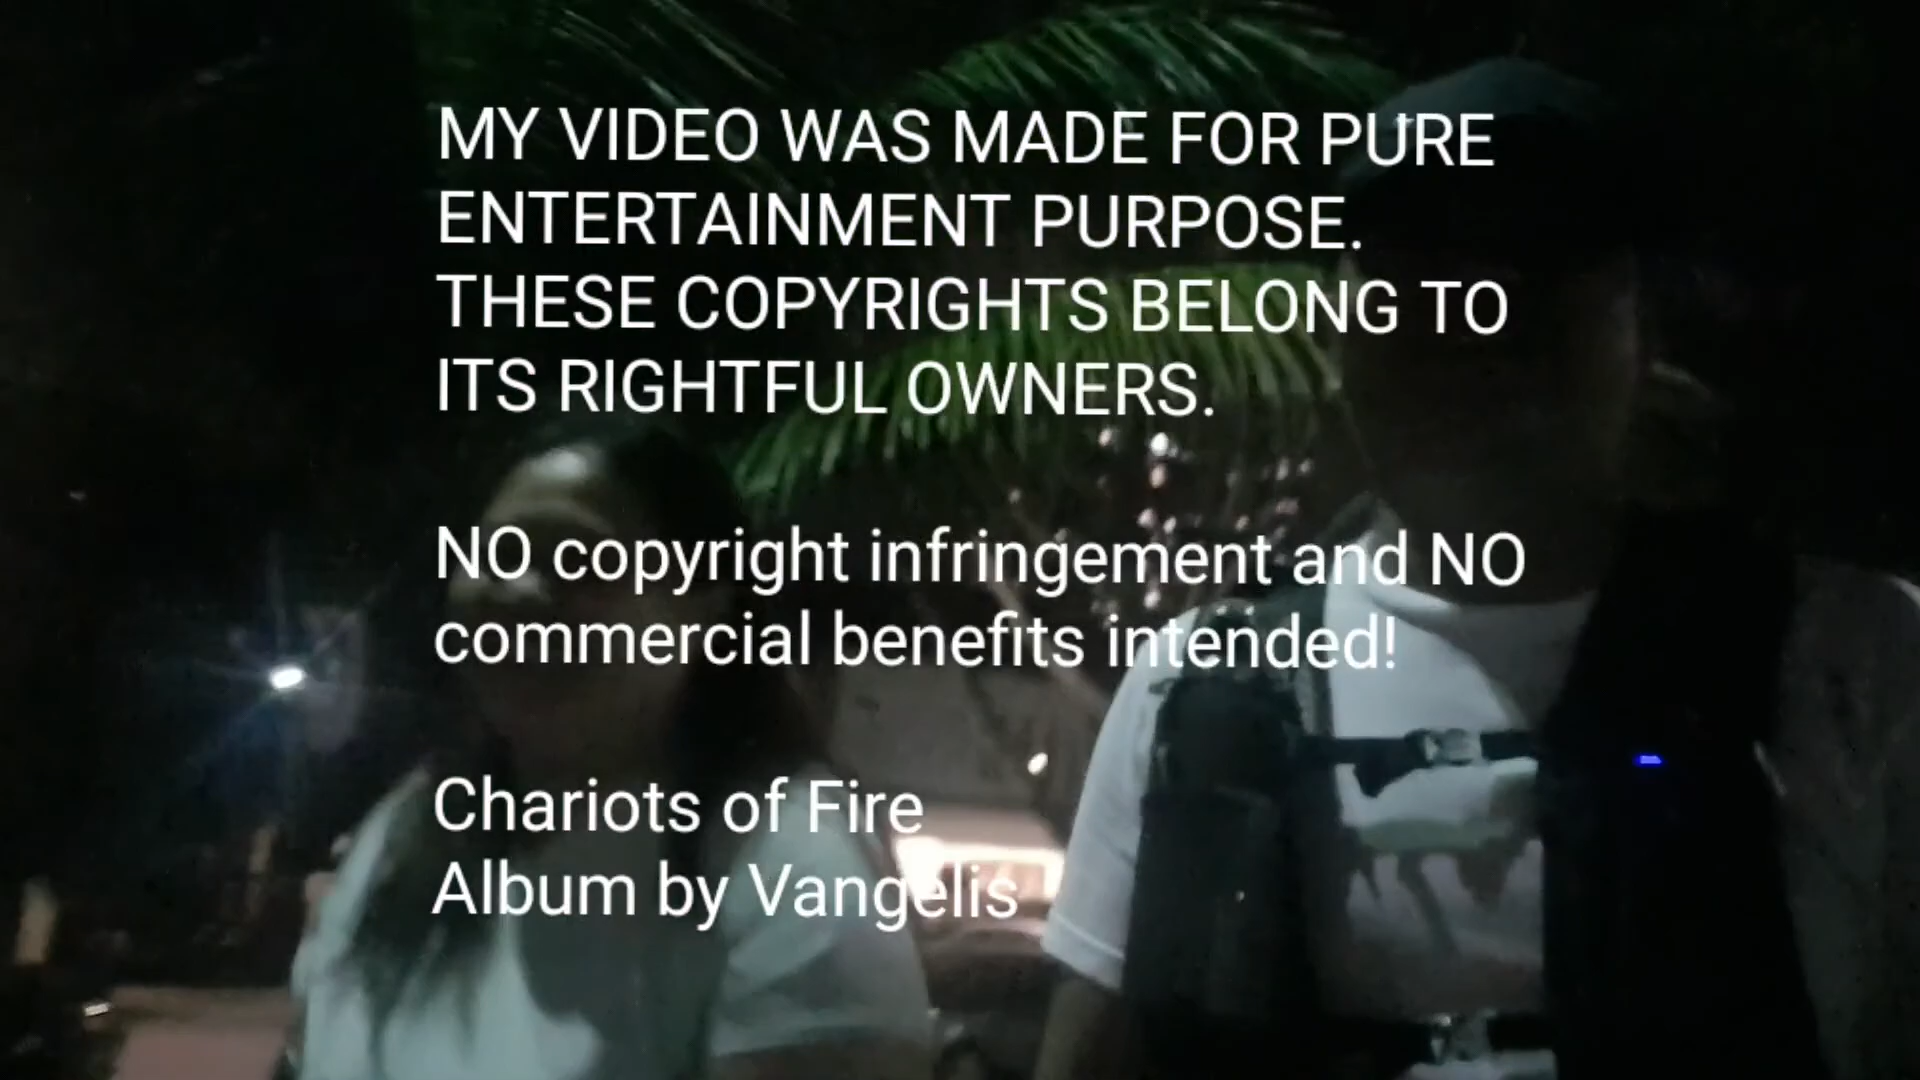 MY VIDEO WAS MADE FOR PURE
ENTERTAINMENT PURPOSE.
THESE COPYRIGHTS BELONG TO
ITS RIGHTFUL OWNERS.
NO copyright infringement and NO
commercial benefits intended!
Chariots of Fire
Album by Vangelis